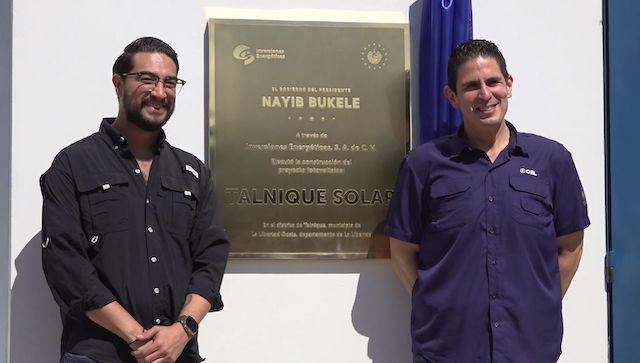 Inversiones
Energéticas
EL GOBIERNO DEL PRESIDENTE
NAYIB BUKELE
A través de
Inversiones Energéticas, S. A. de C. V.
Ejecutó la construcción del
proyecto fotovoltaico:
TALNIQUE SOLAR
En el distrito de Talnique, municipio de
La Libertad Costa, departamento de La Libertad
CEL